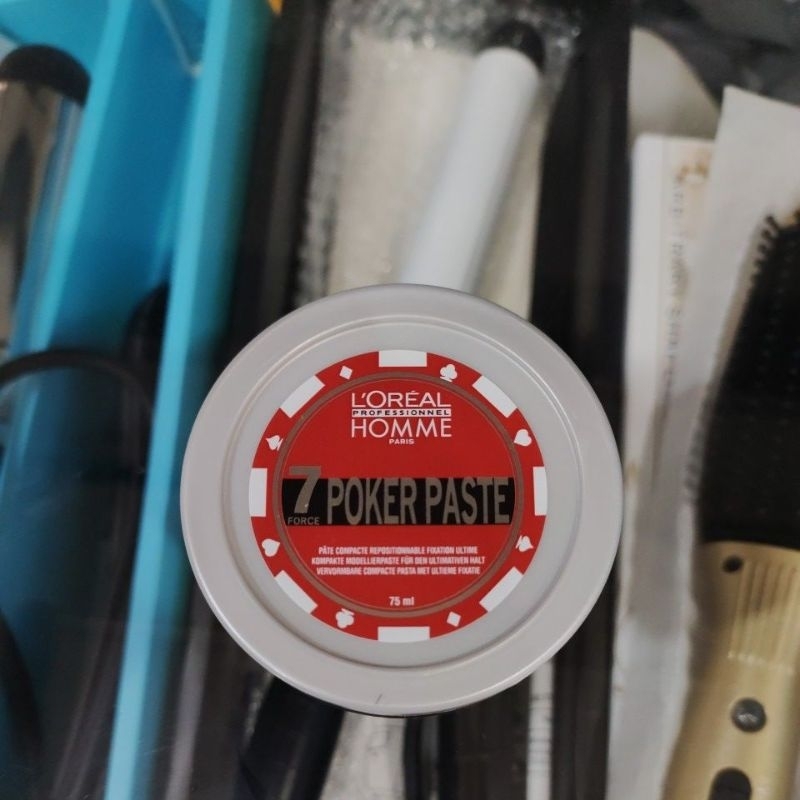 L'ORÉAL
PROFESSIONNEL
HOMME
PARIS
7 POKER PASTE
FORCE
PÂTE COMPACTE REPOSITIONNABLE FIXATION ULTIME
KOMPAKTE MODELLIERPASTE FÜR DEN ULTIMATIVEN HALT
VERVORMBARE COMPACTE PASTA MET ULTIEME FIXATIE
75 ml